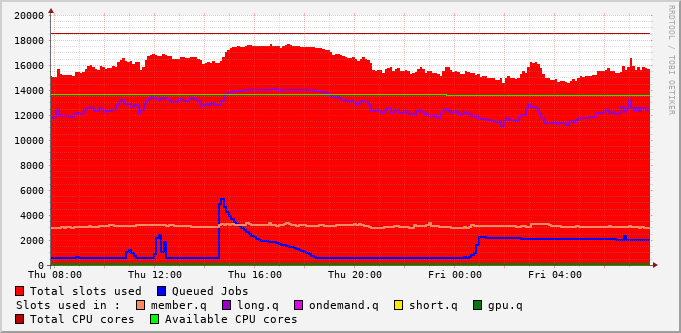 RRDTOOL / TOBI OETIKER
20000
18000
16000
14000
12000
10000
8000
6000
4000
2000
0
Thu 08:00 Thu 12:00 Thu 16:00 Thu 20:00 Fri 00:00 Fri 04:00
Total slots used Queued Jobs
Slots used in : member.q long.q ondemand.q short.q gpu.q
Total CPU cores Available CPU cores